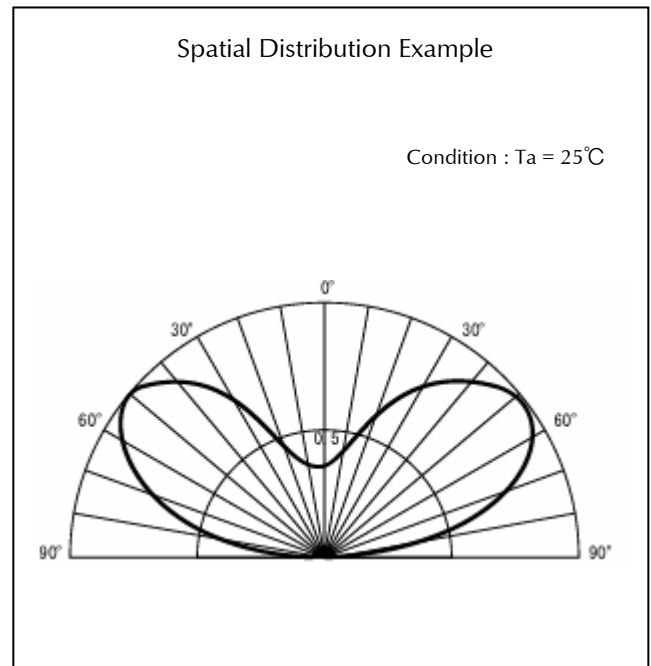 Spatial Distribution Example
Condition : Ta = 25℃
0°
30° 30°
60° 60°
0.5
90° 90°